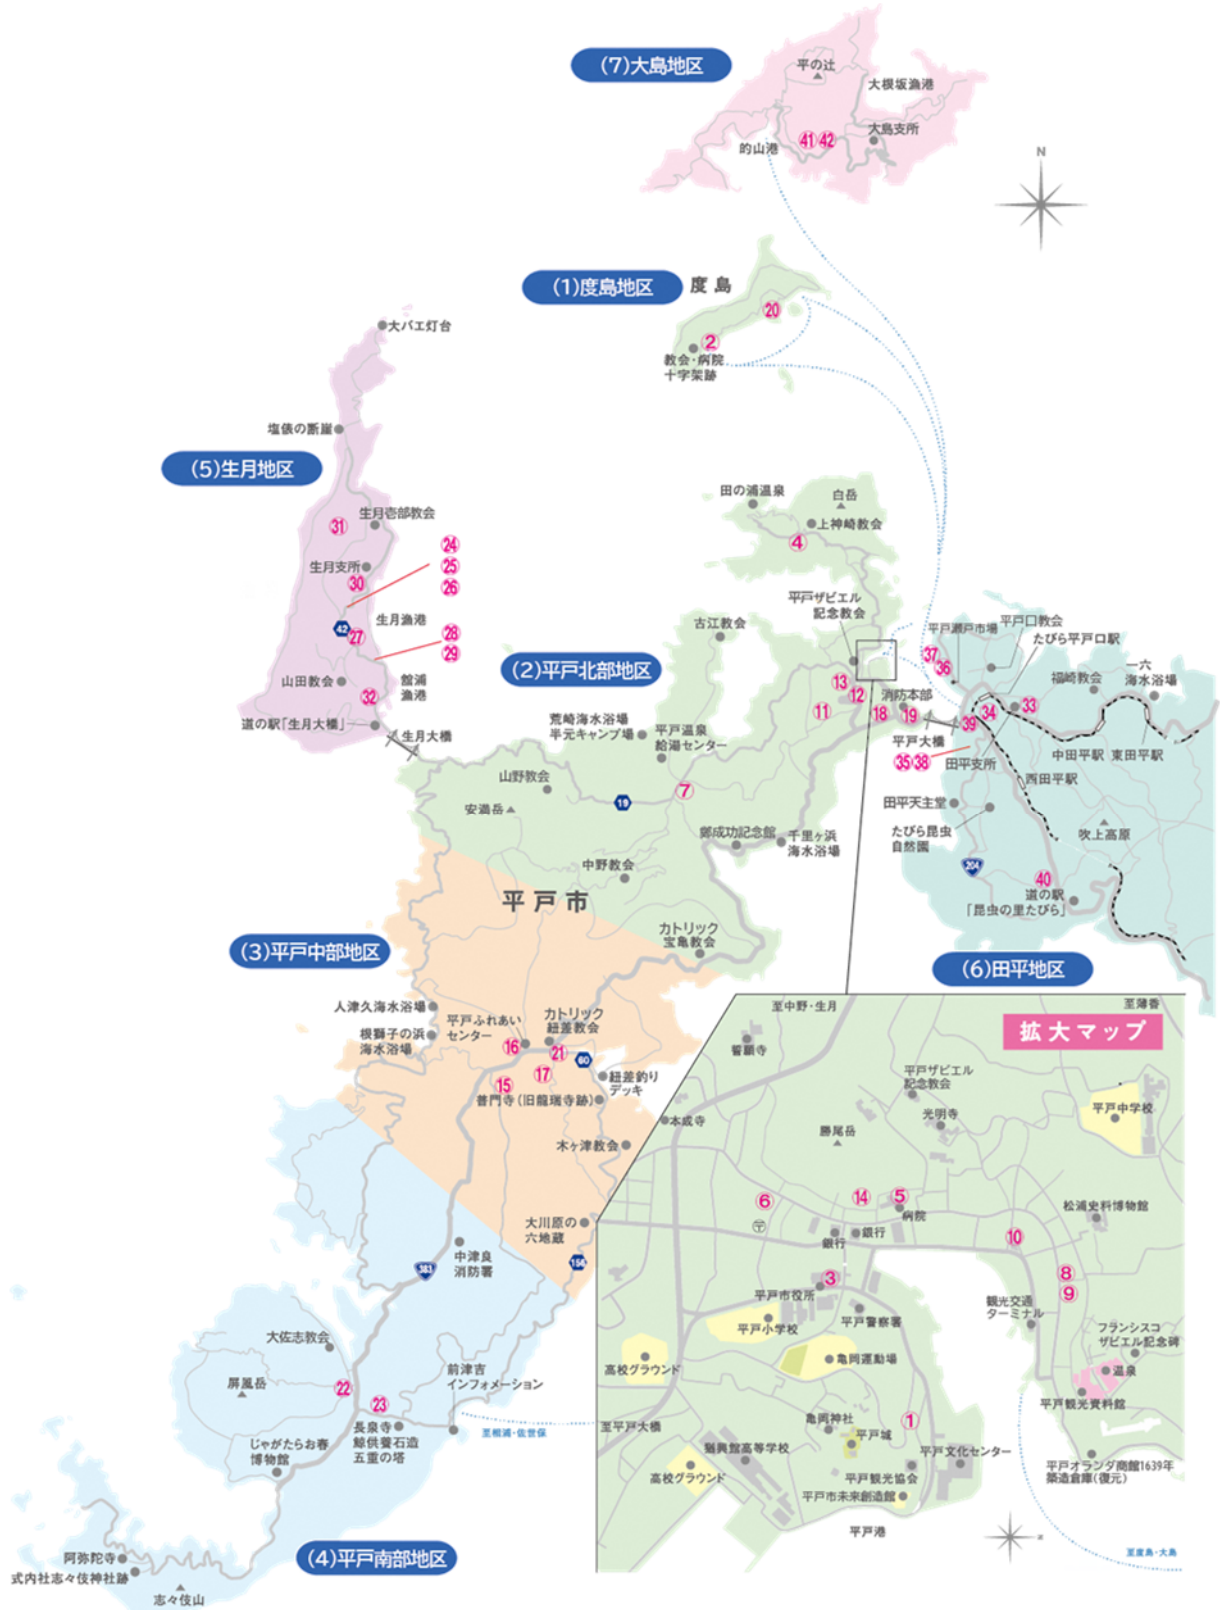 (7)大島地区
平の辻
大根坂漁港
大島支所
的山港
41
42
N
(1)度島地区
度島
20
2
教会・病院
十字架跡
大バエ灯台
塩俵の断崖
(5)生月地区
生月壱部教会
31
24
25
26
生月支所
30
生月漁港
42
27
28
29
山田教会
舘浦
漁港
32
道の駅「生月大橋」
生月大橋
田の浦温泉
白岳
上神崎教会
4
平戸ザビエル
記念教会
古江教会
(2)平戸北部地区
13
12
11
消防本部
18
19
平戸大橋
35
38
荒崎海水浴場
半元キャンプ場
平戸温泉
給湯センター
7
山野教会
19
安満岳
鄭成功記念館
千里ヶ浜
海水浴場
中野教会
平戸市
カトリック
宝亀教会
平戸瀬戸市場
平戸口教会
たびら平戸口駅
37
36
福崎教会
一六
海水浴場
33
34
39
田平支所
中田平駅
東田平駅
西田平駅
田平天主堂
たびら昆虫
自然園
吹上高原
204
40
道の駅
「昆虫の里たびら」
(6)田平地区
(3)平戸中部地区
人津久海水浴場
根獅子の浜
海水浴場
平戸ふれあい
センター
カトリック
紐差教会
16
21
60
17
15
紐差釣り
デッキ
普門寺(旧龍瑞寺跡)
木ヶ津教会
大川原の
六地蔵
156
中津良
消防署
383
大佐志教会
屏風岳
22
23
前津吉
インフォメーション
長泉寺
鯨供養石造
五重の塔
じゃがたらお春
博物館
至相浦・佐世保
(4)平戸南部地区
阿弥陀寺
式内社志々伎神社跡
志々伎山
至中野・生月
至薄香
拡大マップ
誓願寺
平戸ザビエル
記念教会
光明寺
平戸中学校
本成寺
勝尾岳
6
14
5
病院
松浦史料博物館
銀行
銀行
10
3
平戸市役所
8
9
平戸小学校
平戸警察署
観光交通
ターミナル
フランシスコ
ザビエル記念碑
高校グラウンド
亀岡運動場
温泉
平戸観光資料館
至平戸大橋
亀岡神社
1
平戸城
猶興館高等学校
平戸文化センター
高校グラウンド
平戸観光協会
平戸市未来創造館
平戸オランダ商館1639年
築造倉庫(復元)
平戸港
N
至度島・大島